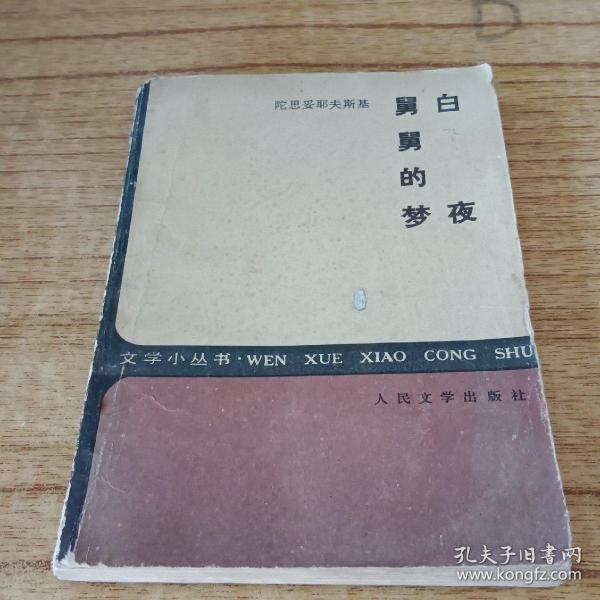 D
陀思妥耶夫斯基
白夜
舅舅的梦
文学小丛书·WEN XUE XIAO CONG SHU
人民文学出版社
孔夫子旧书网
www.kongfz.com